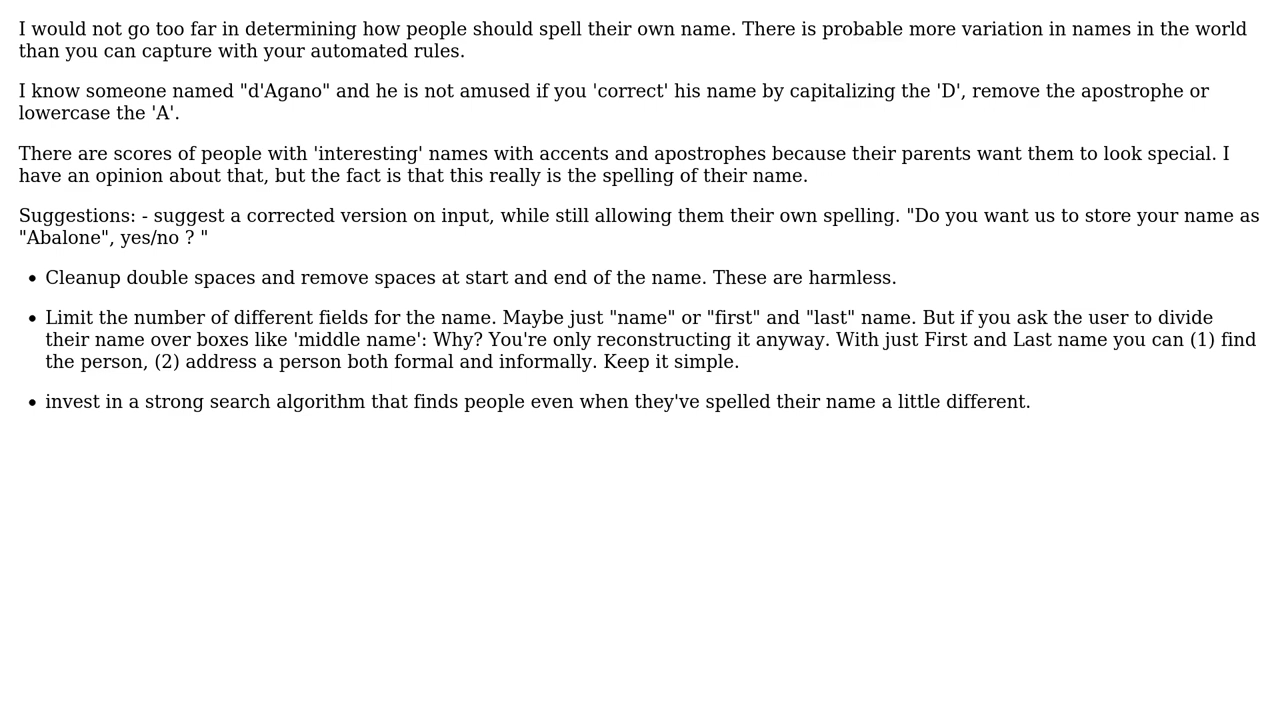 I would not go too far in determining how people should spell their own name. There is probable more variation in names in the world
than you can capture with your automated rules.
I know someone named "d'Agano" and he is not amused if you 'correct' his name by capitalizing the 'D', remove the apostrophe or
lowercase the 'A'.
There are scores of people with 'interesting' names with accents and apostrophes because their parents want them to look special. I
have an opinion about that, but the fact is that this really is the spelling of their name.
Suggestions: - suggest a corrected version on input, while still allowing them their own spelling. "Do you want us to store your name as
"Abalone", yes/no ? "
• Cleanup double spaces and remove spaces at start and end of the name. These are harmless.
• Limit the number of different fields for the name. Maybe just "name" or "first" and "last" name. But if you ask the user to divide
their name over boxes like 'middle name': Why? You're only reconstructing it anyway. With just First and Last name you can (1) find
the person, (2) address a person both formal and informally. Keep it simple.
• invest in a strong search algorithm that finds people even when they've spelled their name a little different.